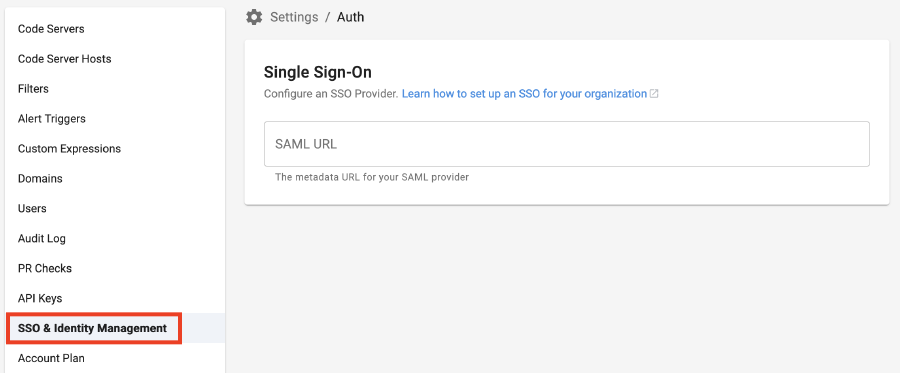 Code Servers
Code Server Hosts
Filters
Alert Triggers
Custom Expressions
Domains
Users
Audit Log
PR Checks
API Keys
SSO & Identity Management
Account Plan
Settings / Auth
Single Sign-On
Configure an SSO Provider. Learn how to set up an SSO for your organization
SAML URL
The metadata URL for your SAML provider